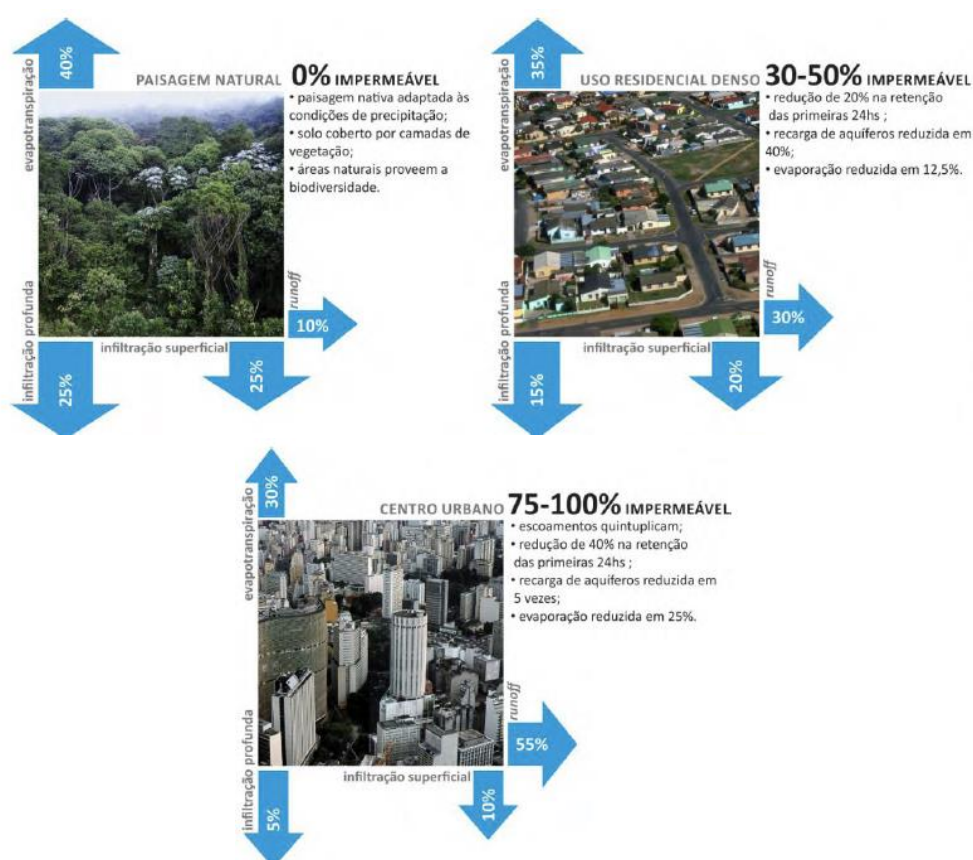 40%
evapotranspiração
PAISAGEM NATURAL 0% IMPERMEÁVEL
• paisagem nativa adaptada às
condições de precipitação;
• solo coberto por camadas de
vegetação;
• áreas naturais proveem a
biodiversidade.
infiltração profunda
runoff
10%
infiltração superficial
25%
25%
35%
evapotranspiração
USO RESIDENCIAL DENSO 30-50% IMPERMEÁVEL
• redução de 20% na retenção
das primeiras 24hs ;
• recarga de aquíferos reduzida em
40%;
• evaporação reduzida em 12,5%.
infiltração profunda
runoff
30%
infiltração superficial
15%
20%
30%
evapotranspiração
CENTRO URBANO 75-100% IMPERMEÁVEL
• escoamentos quintuplicam;
• redução de 40% na retenção
das primeiras 24hs ;
• recarga de aquíferos reduzida em
5 vezes;
• evaporação reduzida em 25%.
infiltração profunda
runoff
55%
infiltração superficial
5%
10%